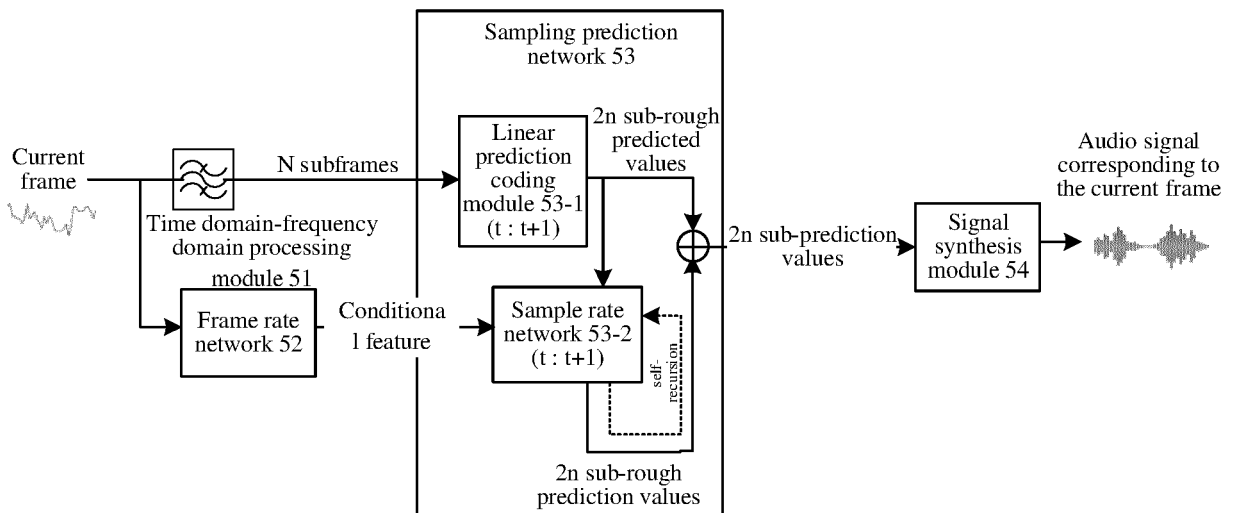 Sampling prediction
network 53
Current
frame
N subframes
Time domain-frequency
domain processing
module 51
Frame rate
network 52
Conditiona
l feature
Linear
prediction
coding
module 53-1
(t : t+1)
2n sub-rough
predicted
values
Sample rate
network 53-2
(t : t+1)
self-
recursion
2n sub-rough
prediction values
2n sub-prediction
values
Signal
synthesis
module 54
Audio signal
corresponding to
the current frame